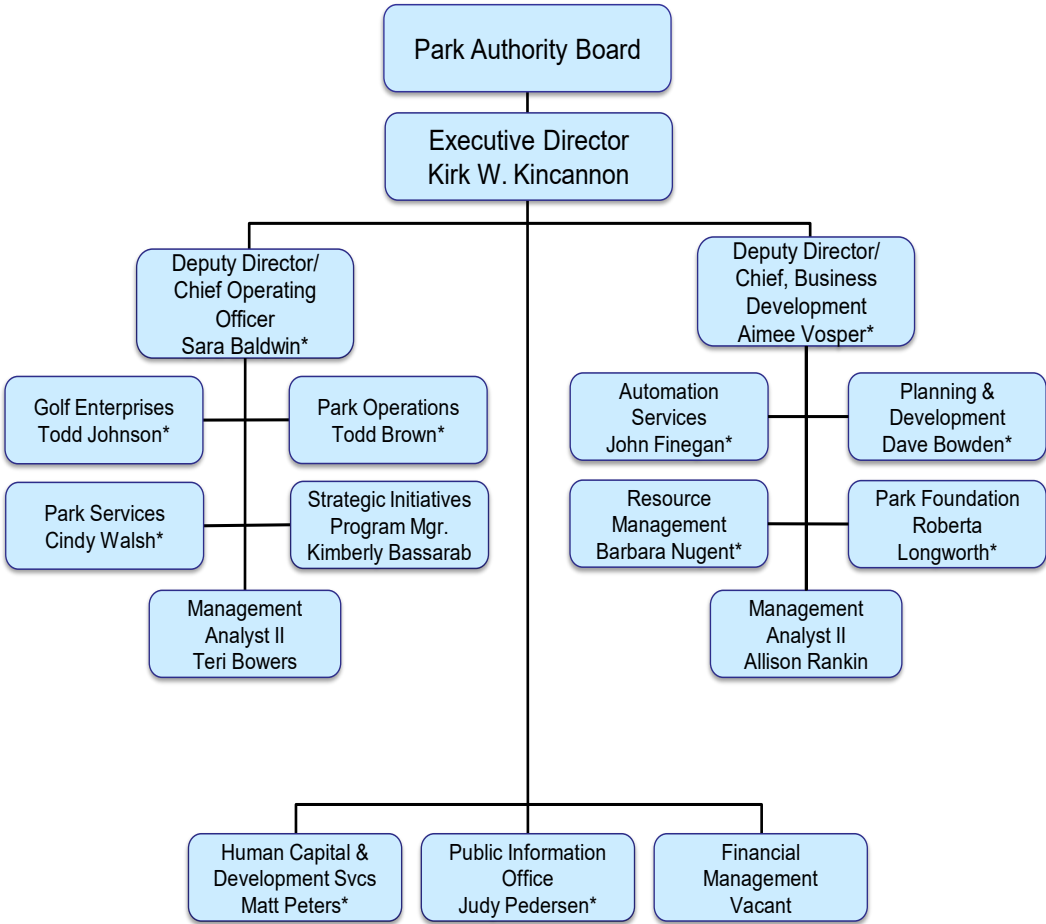 Park Authority Board
Executive Director
Kirk W. Kincannon
Deputy Director/
Chief Operating
Officer
Sara Baldwin*
Deputy Director/
Chief, Business
Development
Aimee Vosper*
Golf Enterprises
Todd Johnson*
Park Operations
Todd Brown*
Automation
Services
John Finegan*
Planning &
Development
Dave Bowden*
Park Services
Cindy Walsh*
Strategic Initiatives
Program Mgr.
Kimberly Bassarab
Resource
Management
Barbara Nugent*
Park Foundation
Roberta
Longworth*
Management
Analyst II
Teri Bowers
Management
Analyst II
Allison Rankin
Human Capital &
Development Svcs
Matt Peters*
Public Information
Office
Judy Pedersen*
Financial
Management
Vacant